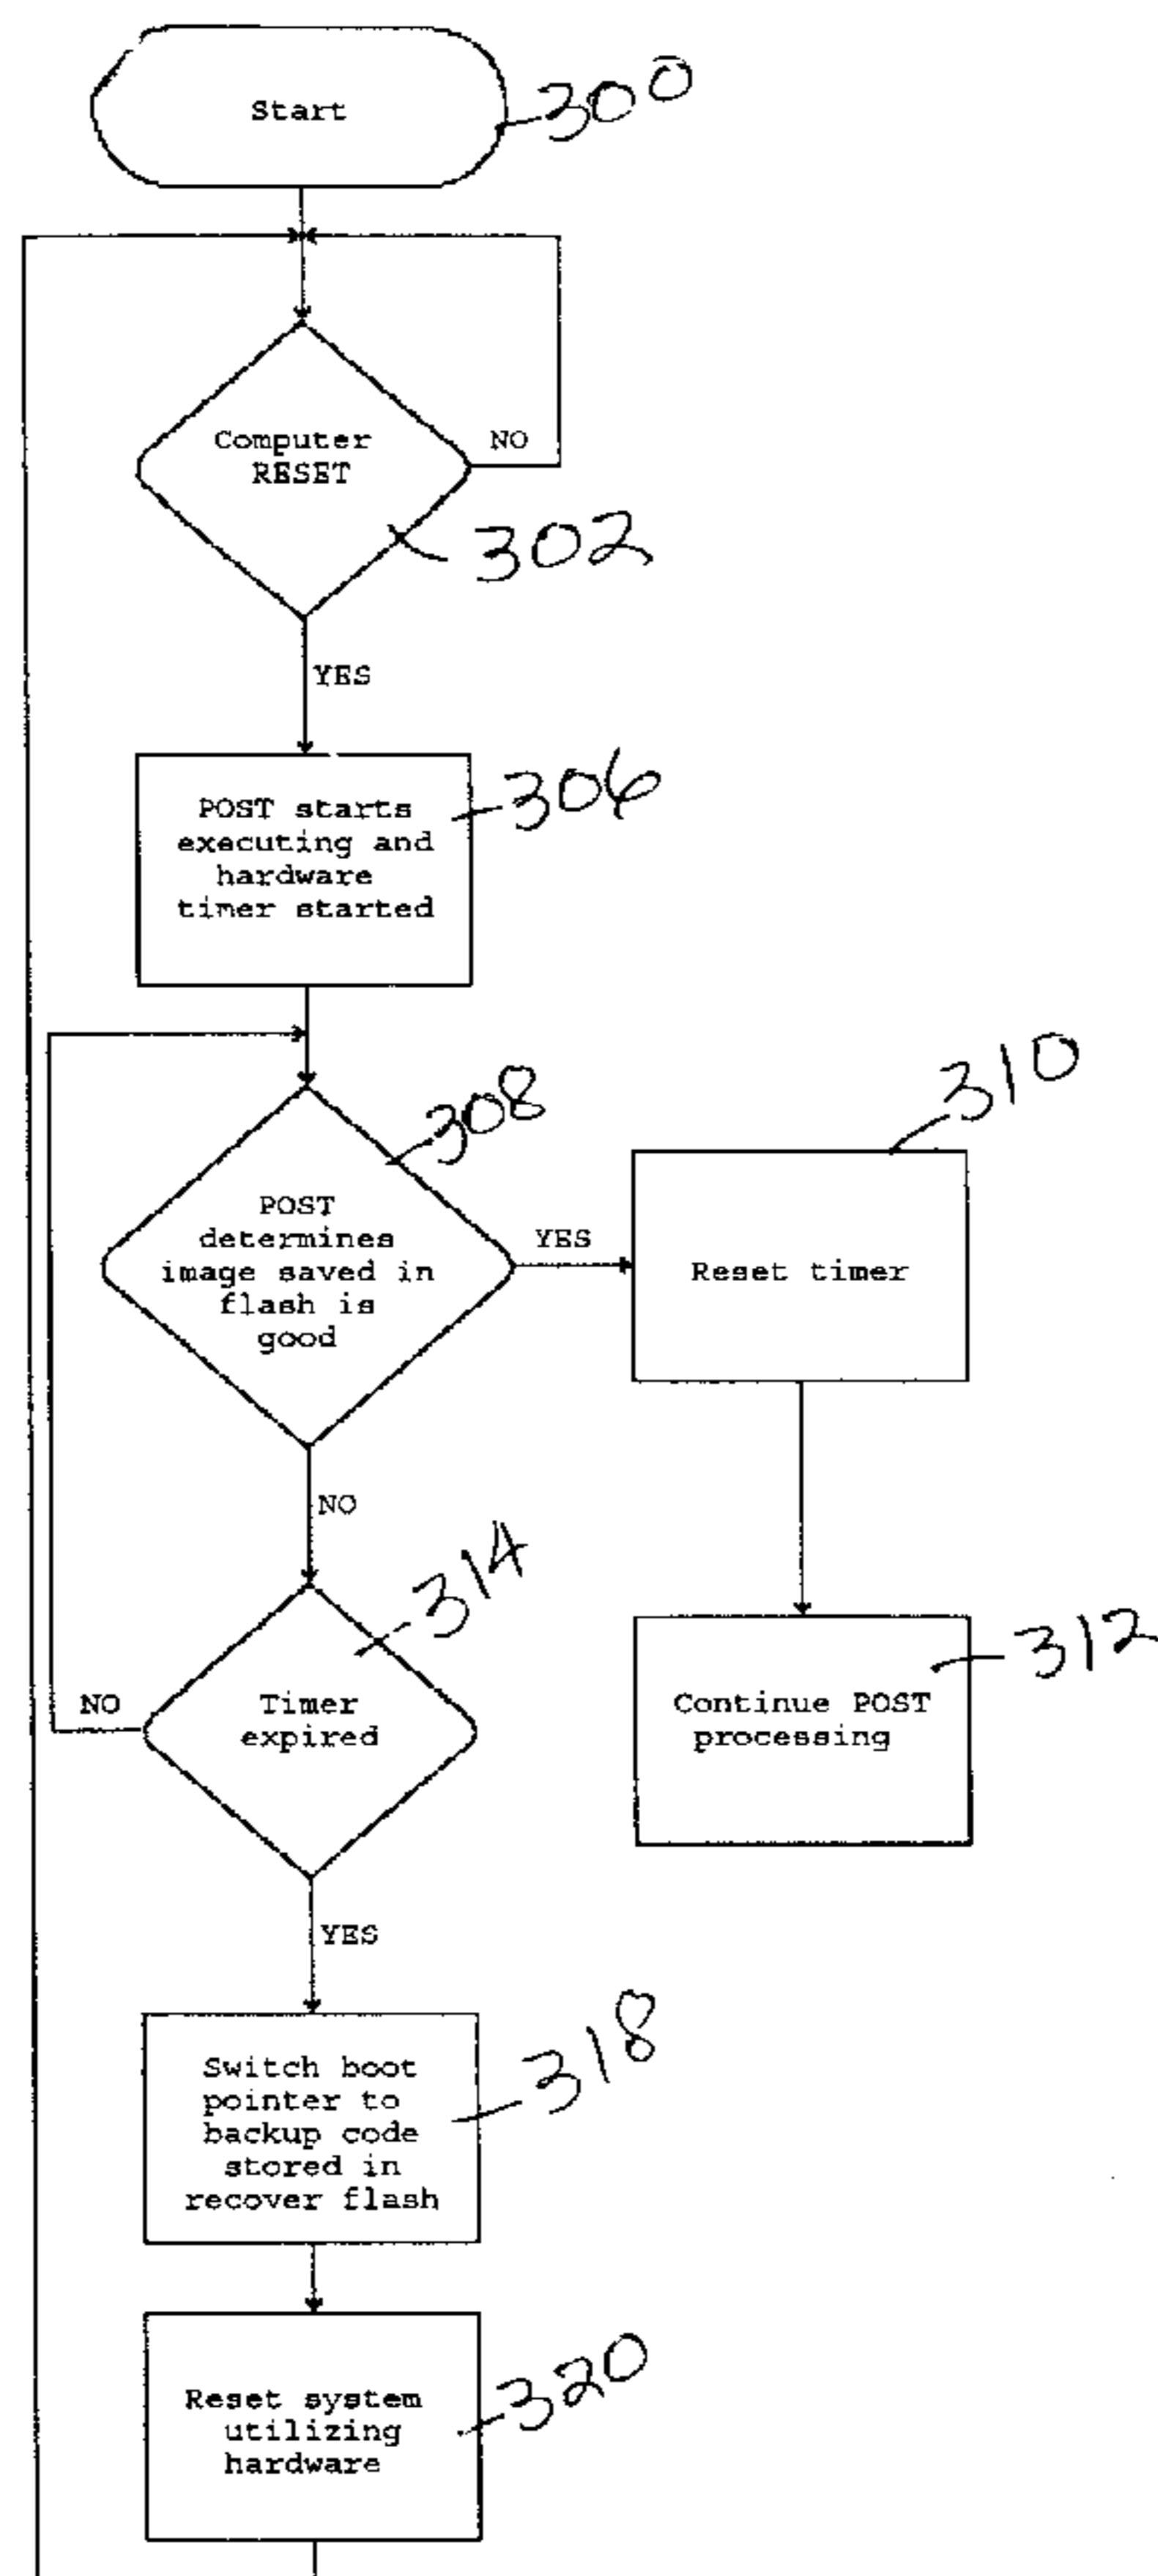 Start
300
Computer
RESET
NO
302
YES
POST starts
executing and
hardware
timer started
306
308
310
POST
determines
image saved in
flash is
good
YES
Reset timer
NO
314
312
NO
Timer
expired
Continue POST
processing
YES
Switch boot
pointer to
backup code
stored in
recover flash
318
Reset system
utilizing
hardware
320